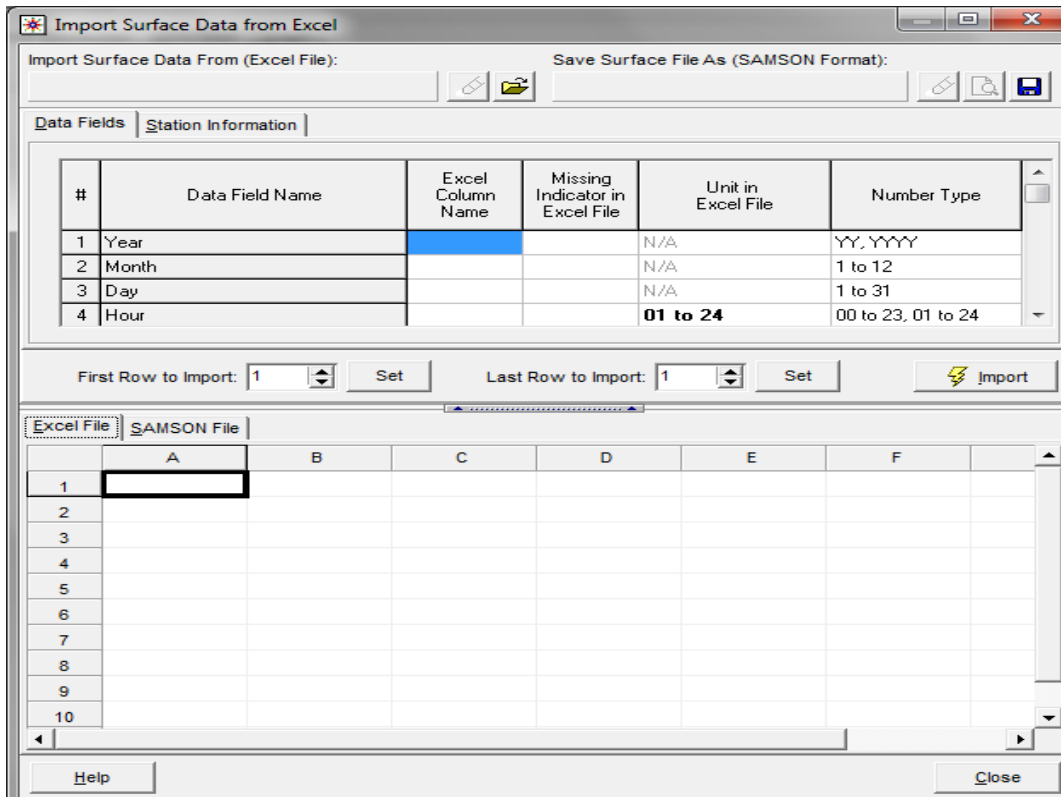 Import Surface Data from Excel
Import Surface Data From (Excel File): Save Surface File As (SAMSON Format):
Data Fields Station Information
# Data Field Name Excel Column Name Missing Indicator in Excel File Unit in Excel File Number Type
1 Year N/A YY, YYYY
2 Month N/A 1 to 12
3 Day N/A 1 to 31
4 Hour 01 to 24 00 to 23, 01 to 24
First Row to Import: 1 Set Last Row to Import: 1 Set Import
Excel File SAMSON File
A B C D E F
1
2
3
4
5
6
7
8
9
10
Help Close